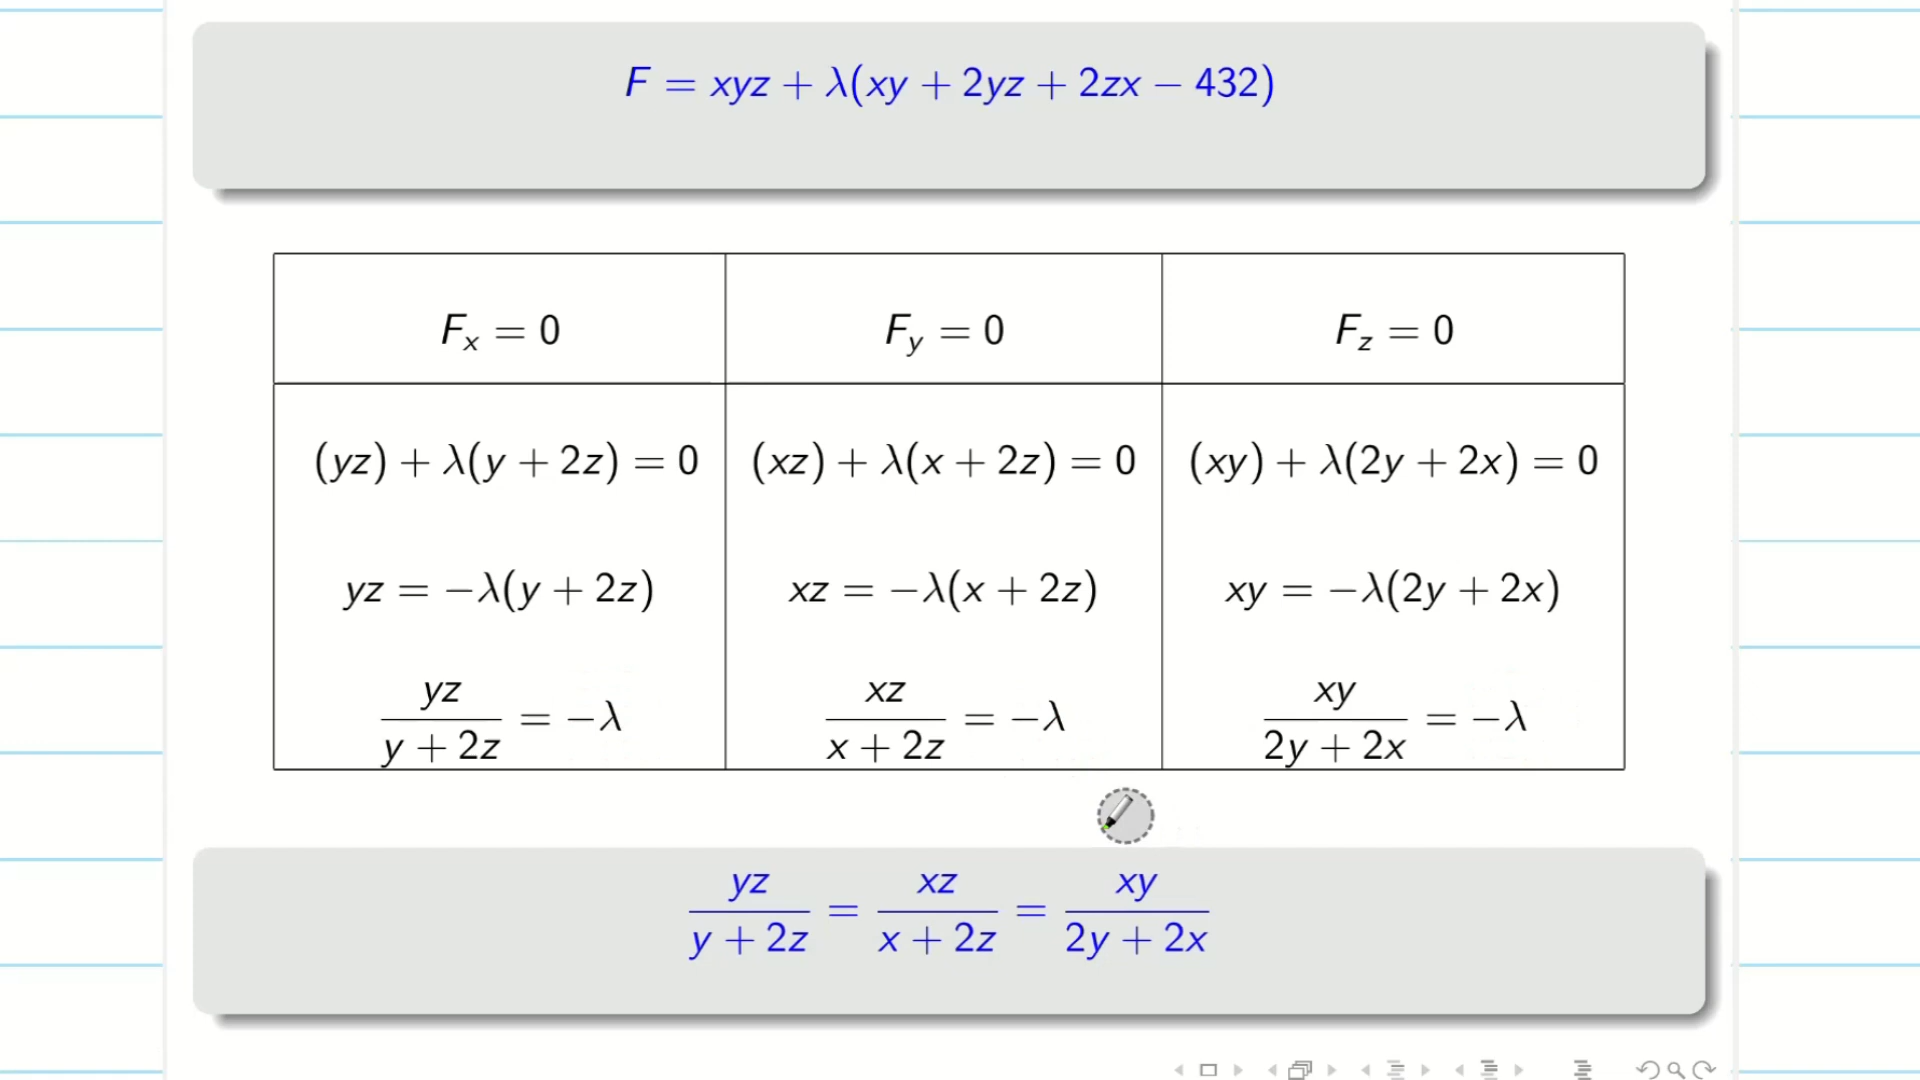 F = xyz + λ(xy + 2yz + 2zx − 432)
F_x = 0 F_y = 0 F_z = 0
(yz) + λ(y + 2z) = 0 (xz) + λ(x + 2z) = 0 (xy) + λ(2y + 2x) = 0
yz = −λ(y + 2z) xz = −λ(x + 2z) xy = −λ(2y + 2x)
yz/(y + 2z) = −λ xz/(x + 2z) = −λ xy/(2y + 2x) = −λ
yz/(y + 2z) = xz/(x + 2z) = xy/(2y + 2x)